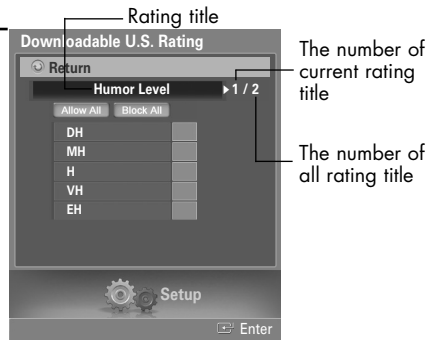 Rating title
Downloadable U.S. Rating
Return
Humor Level
1 / 2
Allow All
Block All
DH
MH
H
VH
EH
Setup
Enter
The number of
current rating
title
The number of
all rating title